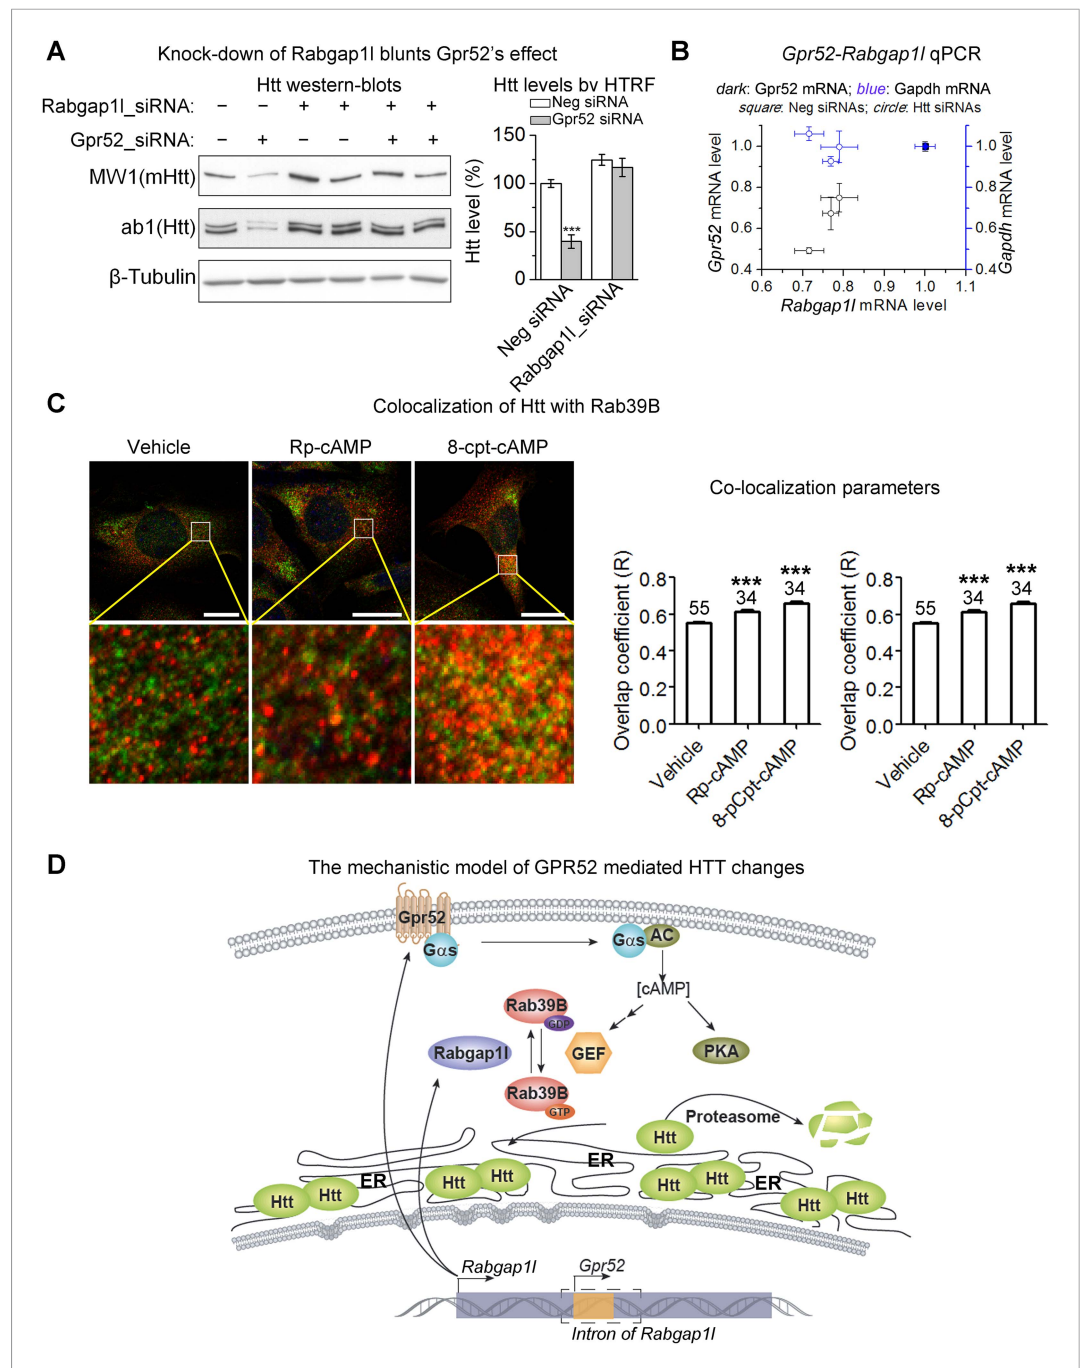 A
Knock-down of Rabgap1l blunts Gpr52's effect
Htt western-blots
Rabgap1l_siRNA: – – + + + +
Gpr52_siRNA: – + – – + +
MW1(mHtt)
ab1(Htt)
β-Tubulin
Htt levels by HTRF
Neg siRNA
Gpr52 siRNA
Htt level (%)
150
100
50
0
***
Neg siRNA
Rabgap1l_siRNA
B
Gpr52-Rabgap1l qPCR
dark: Gpr52 mRNA; blue: Gapdh mRNA
square: Neg siRNAs; circle: Htt siRNAs
Gpr52 mRNA level
1.0
0.8
0.6
0.4
1.0
0.8
0.6
0.4
Gapdh mRNA level
0.6 0.7 0.8 0.9 1.0 1.1
Rabgap1l mRNA level
C
Colocalization of Htt with Rab39B
Vehicle
Rp-cAMP
8-cpt-cAMP
Co-localization parameters
Overlap coefficient (R)
0.8
0.6
0.4
0.2
0.0
55
***
34
***
34
Vehicle
Rp-cAMP
8-pCpt-cAMP
Overlap coefficient (R)
0.8
0.6
0.4
0.2
0.0
55
***
34
***
34
Vehicle
Rp-cAMP
8-pCpt-cAMP
D
The mechanistic model of GPR52 mediated HTT changes
Gpr52
Gαs
Gαs
AC
[cAMP]
Rab39B
GDP
Rabgap1l
GEF
PKA
Rab39B
GTP
Proteasome
Htt
ER
ER
ER
Htt
Htt
Htt
Htt
Htt
Htt
Htt
Htt
Rabgap1l
Gpr52
Intron of Rabgap1l